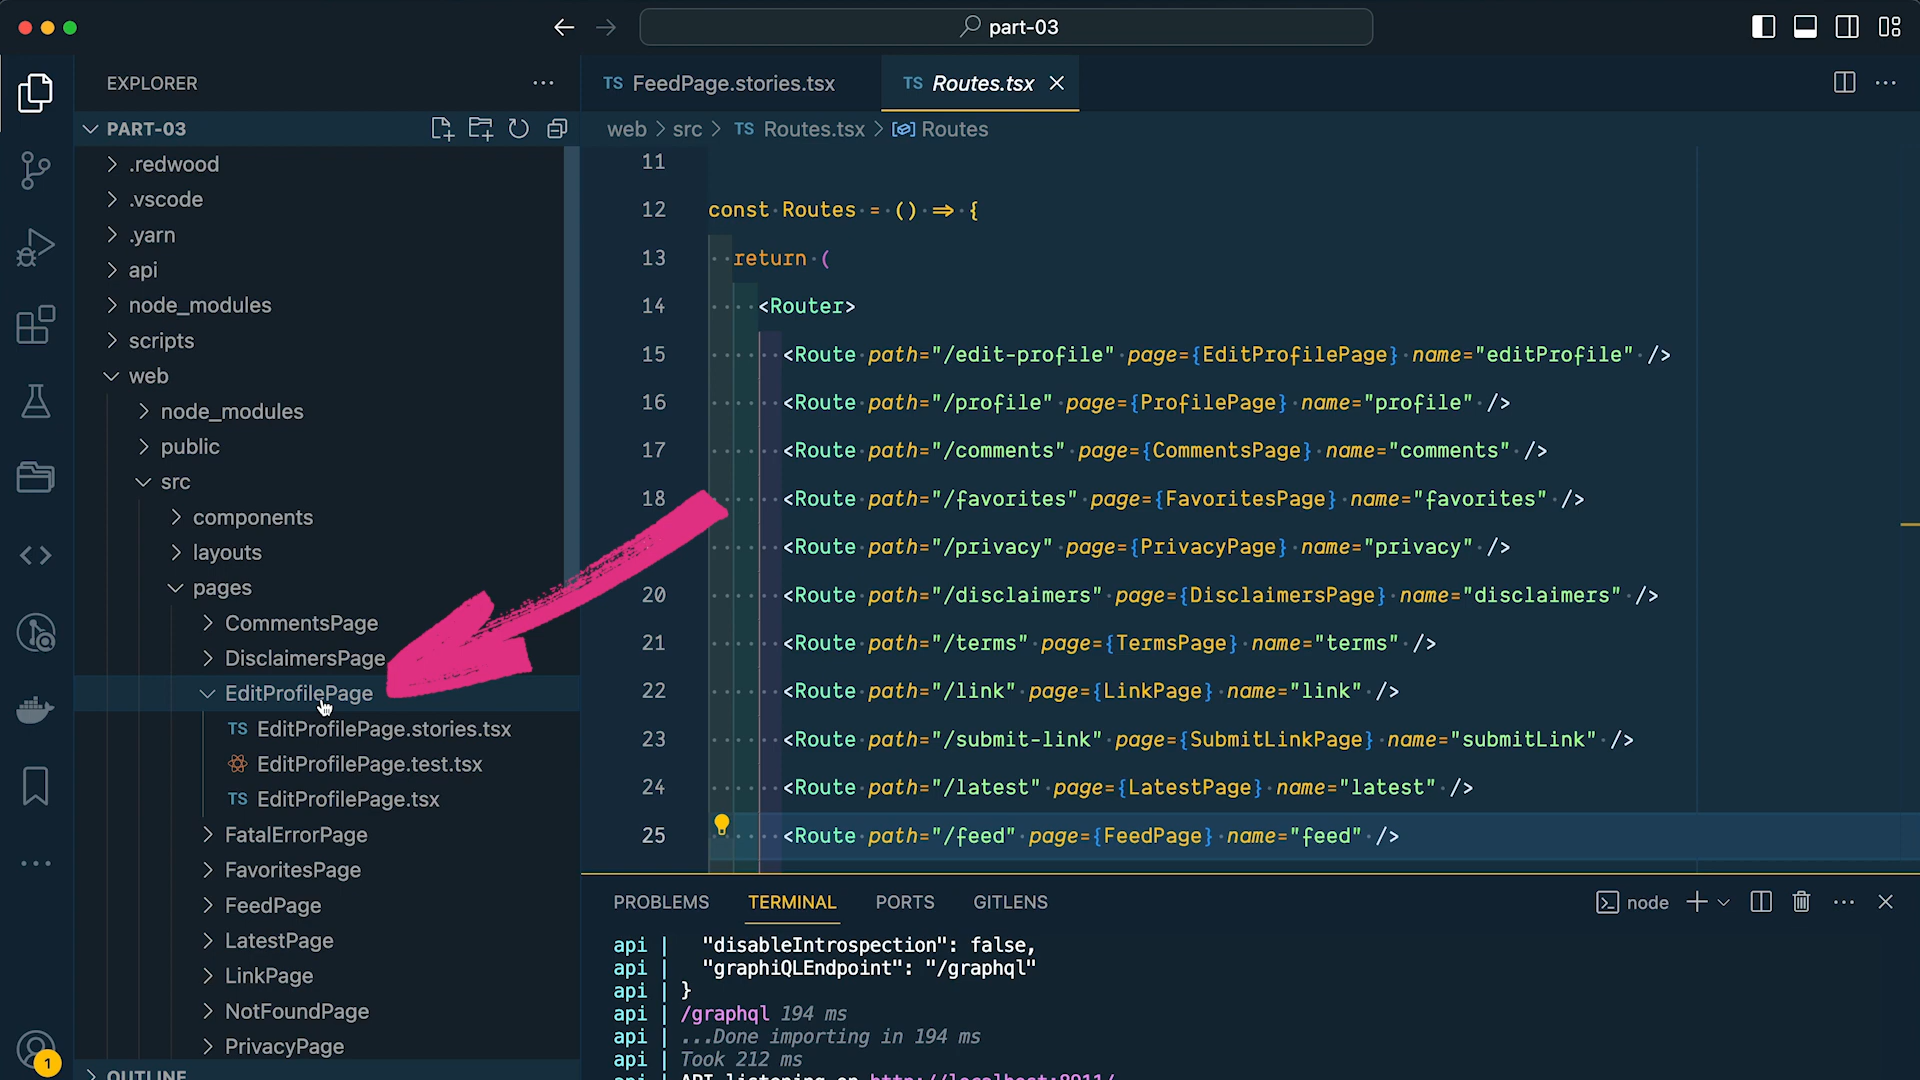 part-03
EXPLORER
PART-03
.redwood
.vscode
.yarn
api
node_modules
scripts
web
node_modules
public
src
components
layouts
pages
CommentsPage
DisclaimersPage
EditProfilePage
TS EditProfilePage.stories.tsx
EditProfilePage.test.tsx
TS EditProfilePage.tsx
FatalErrorPage
FavoritesPage
FeedPage
LatestPage
LinkPage
NotFoundPage
PrivacyPage
OUTLINE
1
TS FeedPage.stories.tsx
TS Routes.tsx
web > src > TS Routes.tsx > Routes
11
12 const Routes = () => {
13 return (
14 <Router>
15 <Route path="/edit-profile" page={EditProfilePage} name="editProfile" />
16 <Route path="/profile" page={ProfilePage} name="profile" />
17 <Route path="/comments" page={CommentsPage} name="comments" />
18 <Route path="/favorites" page={FavoritesPage} name="favorites" />
<Route path="/privacy" page={PrivacyPage} name="privacy" />
20 <Route path="/disclaimers" page={DisclaimersPage} name="disclaimers" />
21 <Route path="/terms" page={TermsPage} name="terms" />
22 <Route path="/link" page={LinkPage} name="link" />
23 <Route path="/submit-link" page={SubmitLinkPage} name="submitLink" />
24 <Route path="/latest" page={LatestPage} name="latest" />
25 <Route path="/feed" page={FeedPage} name="feed" />
PROBLEMS TERMINAL PORTS GITLENS node
api | "disableIntrospection": false,
api | "graphiQLEndpoint": "/graphql"
api | }
api | /graphql 194 ms
api | ...Done importing in 194 ms
api | Took 212 ms
api | API listening on http://localhost:8911/